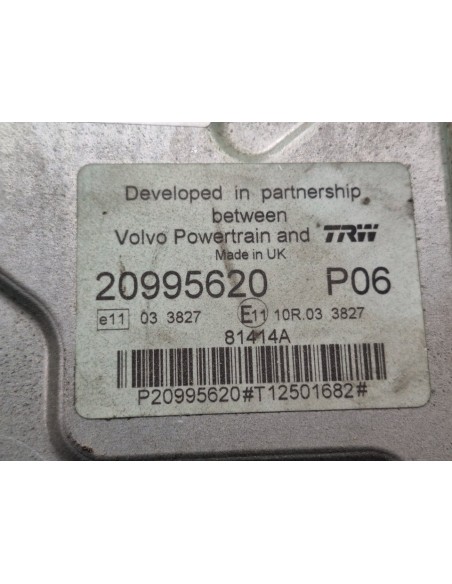 Developed in partnership
between
Volvo Powertrain and TRW
Made in UK
20995620 P06
e11 03 3827 E11 10R.03 3827
81414A
P20995620#T12501682#